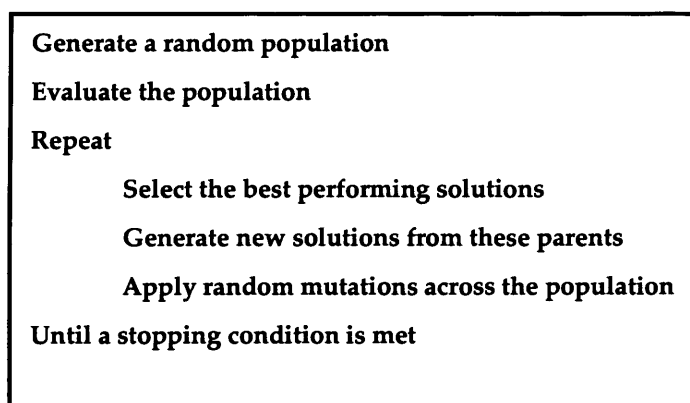 Generate a random population
Evaluate the population
Repeat
Select the best performing solutions
Generate new solutions from these parents
Apply random mutations across the population
Until a stopping condition is met